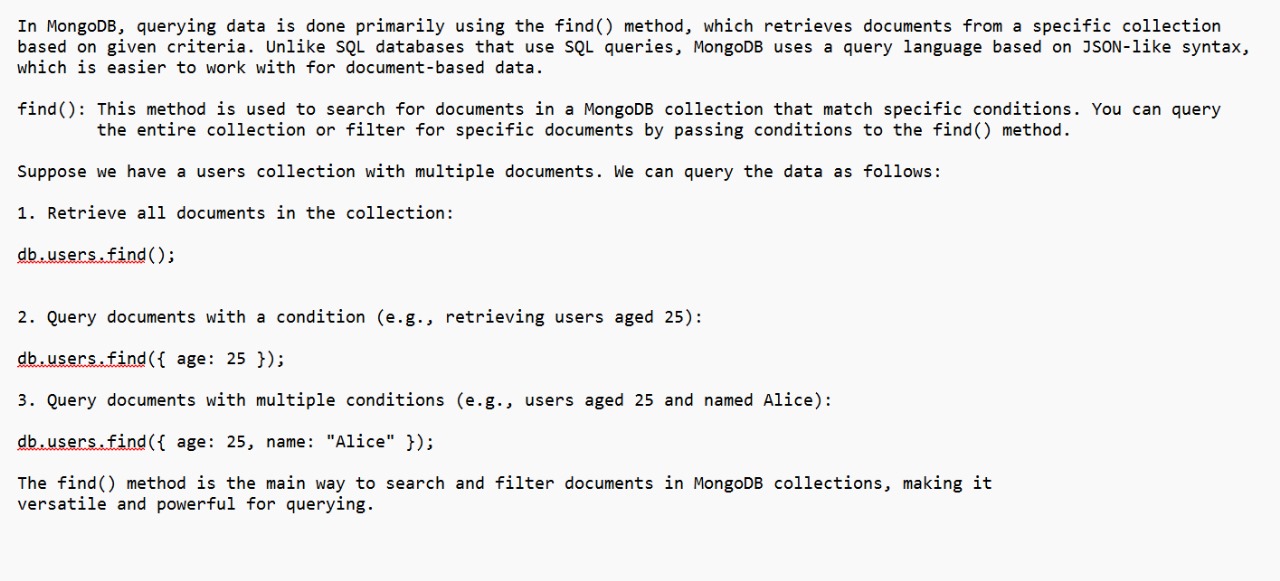 In MongoDB, querying data is done primarily using the find() method, which retrieves documents from a specific collection
based on given criteria. Unlike SQL databases that use SQL queries, MongoDB uses a query language based on JSON-like syntax,
which is easier to work with for document-based data.
find(): This method is used to search for documents in a MongoDB collection that match specific conditions. You can query
the entire collection or filter for specific documents by passing conditions to the find() method.
Suppose we have a users collection with multiple documents. We can query the data as follows:
1. Retrieve all documents in the collection:
db.users.find();
2. Query documents with a condition (e.g., retrieving users aged 25):
db.users.find({ age: 25 });
3. Query documents with multiple conditions (e.g., users aged 25 and named Alice):
db.users.find({ age: 25, name: "Alice" });
The find() method is the main way to search and filter documents in MongoDB collections, making it
versatile and powerful for querying.